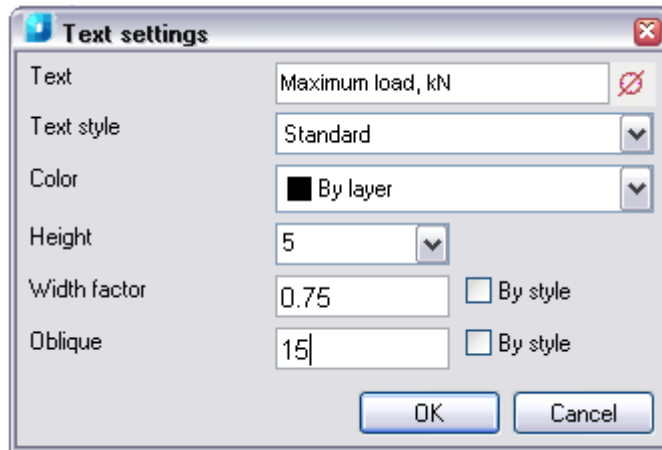 Text settings
Text Maximum load, kN
Text style Standard
Color By layer
Height 5
Width factor 0.75 By style
Oblique 15 By style
OK Cancel